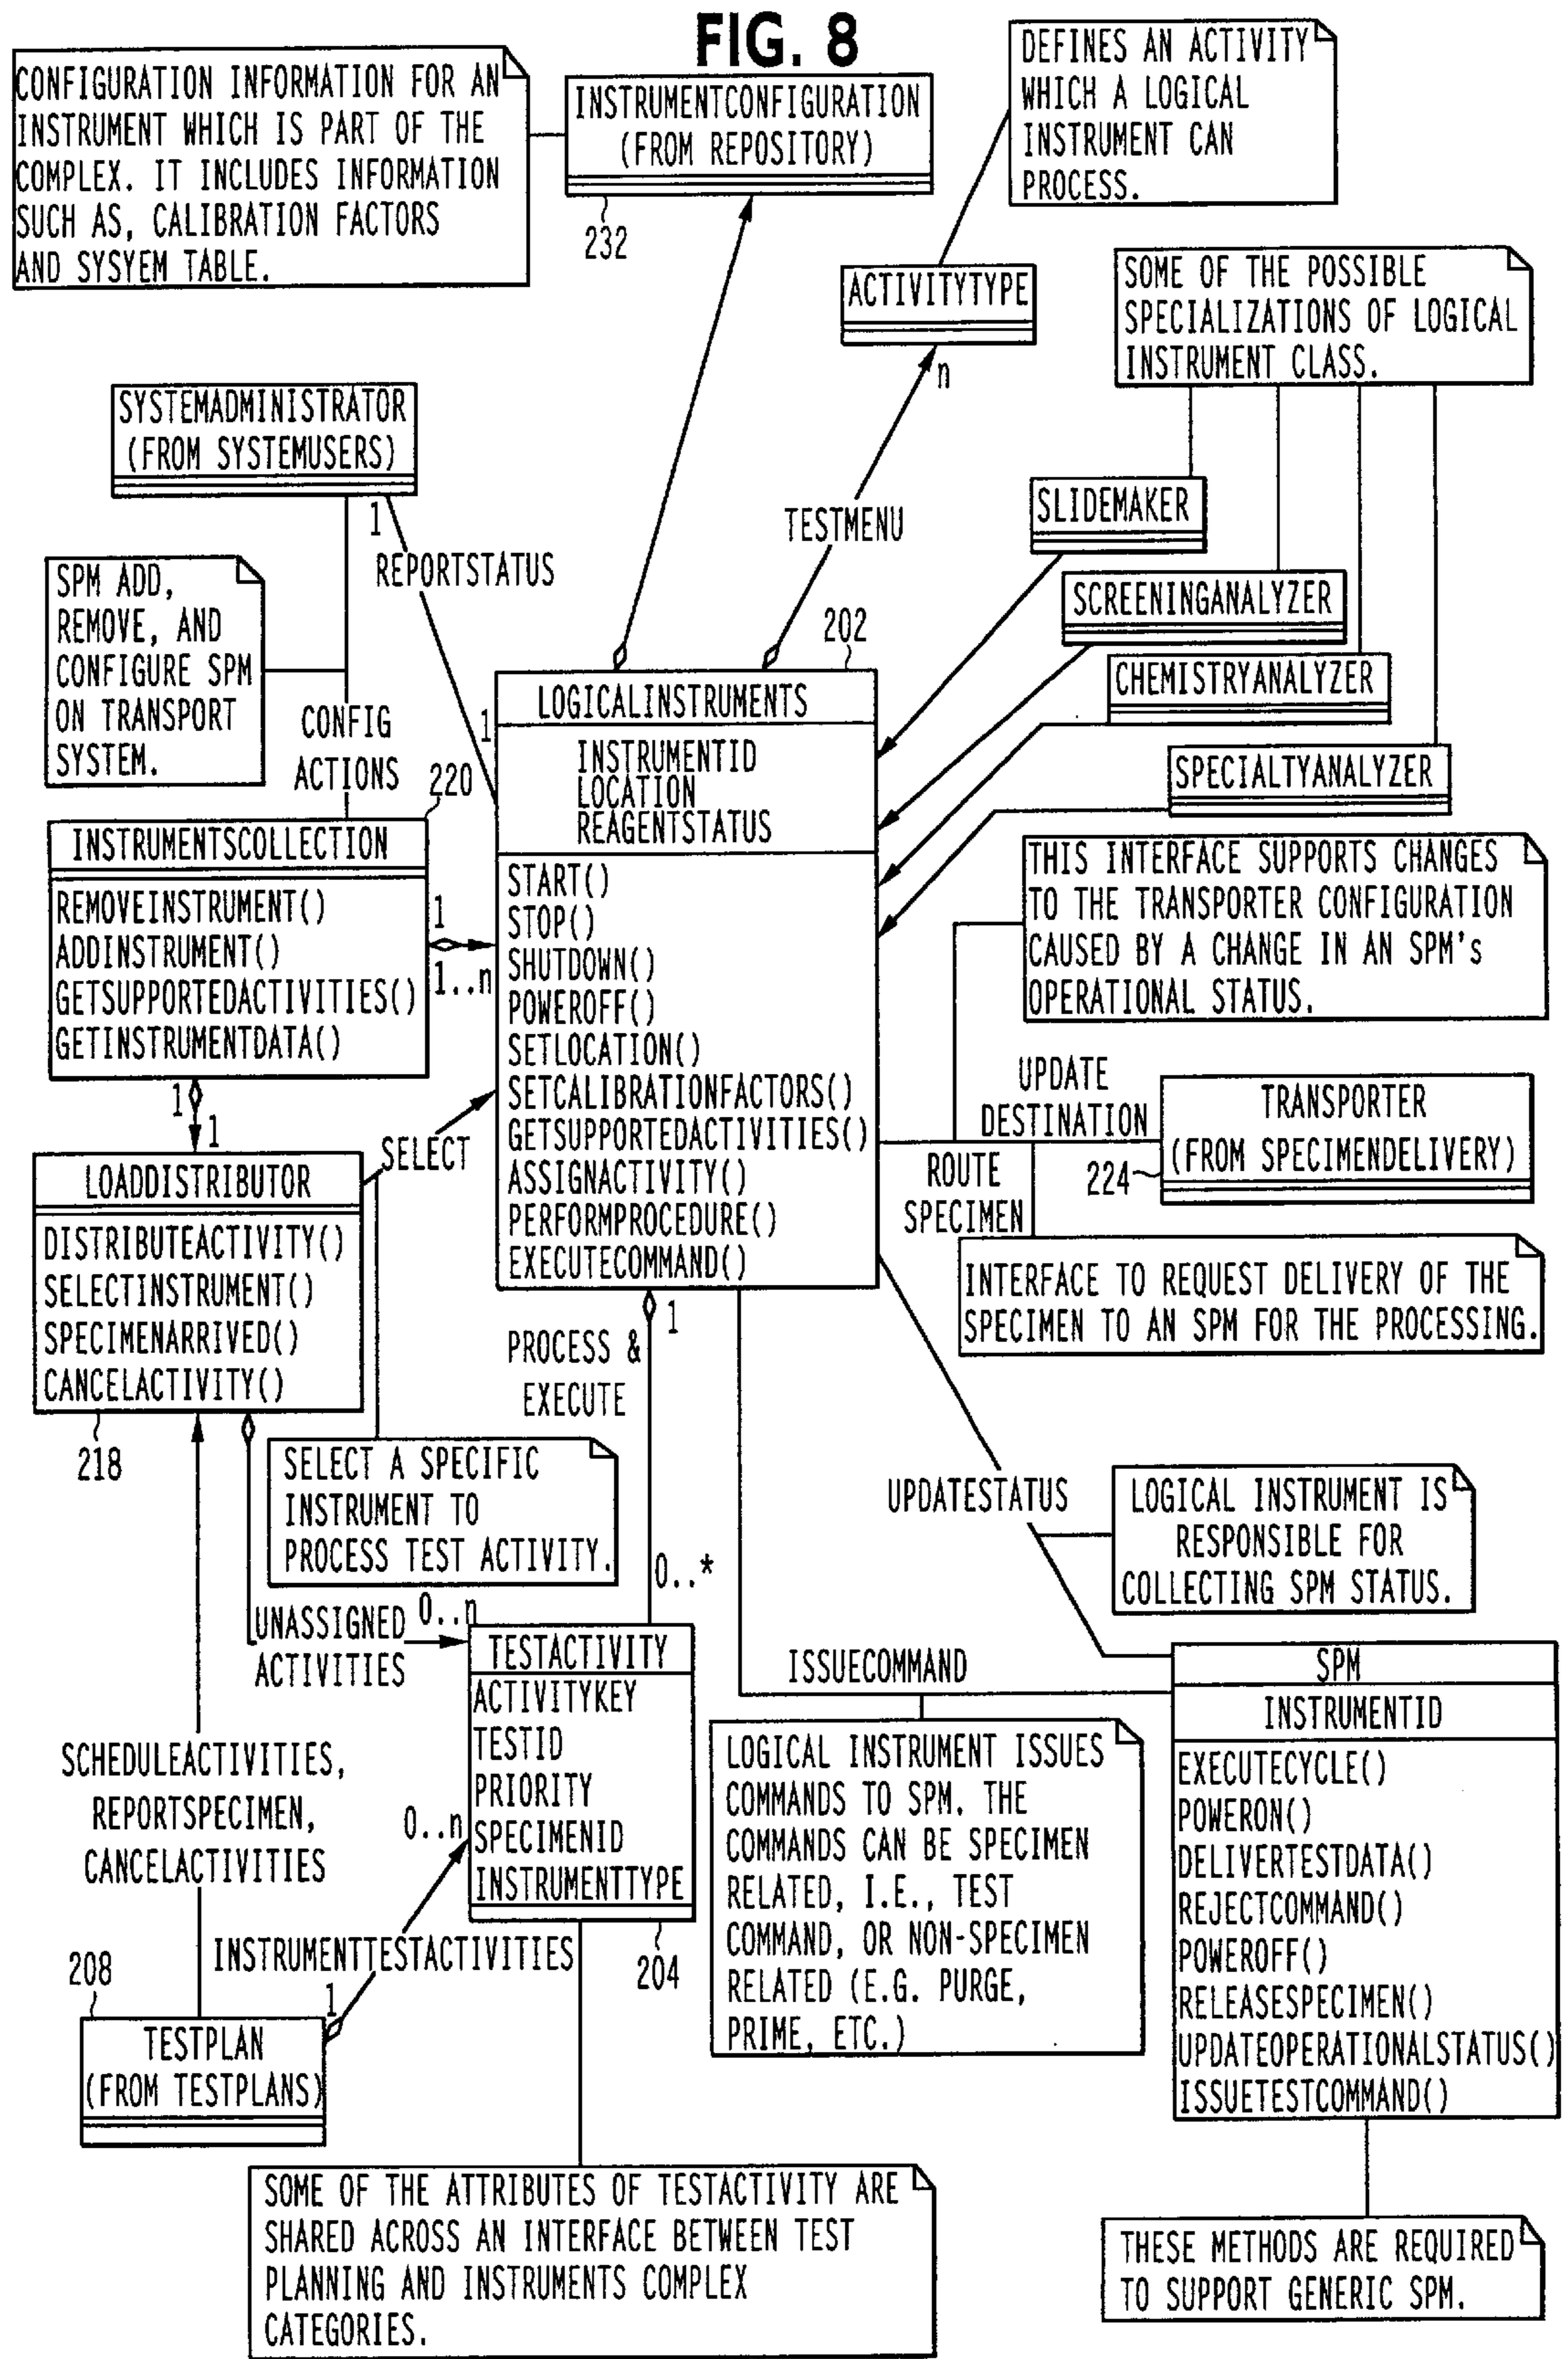 FIG. 8
CONFIGURATION INFORMATION FOR AN
INSTRUMENT WHICH IS PART OF THE
COMPLEX. IT INCLUDES INFORMATION
SUCH AS, CALIBRATION FACTORS
AND SYSYEM TABLE.
INSTRUMENTCONFIGURATION
(FROM REPOSITORY)
232
DEFINES AN ACTIVITY
WHICH A LOGICAL
INSTRUMENT CAN
PROCESS.
ACTIVITYTYPE
n
SOME OF THE POSSIBLE
SPECIALIZATIONS OF LOGICAL
INSTRUMENT CLASS.
SYSTEMADMINISTRATOR
(FROM SYSTEMUSERS)
1
REPORTSTATUS
TESTMENU
SLIDEMAKER
SCREENINGANALYZER
CHEMISTRYANALYZER
SPECIALTYANALYZER
SPM ADD,
REMOVE, AND
CONFIGURE SPM
ON TRANSPORT
SYSTEM.
CONFIG
ACTIONS
220
202
1
LOGICALINSTRUMENTS
INSTRUMENTID
LOCATION
REAGENTSTATUS
START()
STOP()
SHUTDOWN()
POWEROFF()
SETLOCATION()
SETCALIBRATIONFACTORS()
GETSUPPORTEDACTIVITIES()
ASSIGNACTIVITY()
PERFORMPROCEDURE()
EXECUTECOMMAND()
INSTRUMENTSCOLLECTION
REMOVEINSTRUMENT()
ADDINSTRUMENT()
GETSUPPORTEDACTIVITIES()
GETINSTRUMENTDATA()
1
1..n
1
1
SELECT
LOADDISTRIBUTOR
DISTRIBUTEACTIVITY()
SELECTINSTRUMENT()
SPECIMENARRIVED()
CANCELACTIVITY()
218
THIS INTERFACE SUPPORTS CHANGES
TO THE TRANSPORTER CONFIGURATION
CAUSED BY A CHANGE IN AN SPM's
OPERATIONAL STATUS.
UPDATE
DESTINATION
ROUTE
SPECIMEN
TRANSPORTER
(FROM SPECIMENDELIVERY)
224
INTERFACE TO REQUEST DELIVERY OF THE
SPECIMEN TO AN SPM FOR THE PROCESSING.
1
PROCESS &
EXECUTE
0..*
SELECT A SPECIFIC
INSTRUMENT TO
PROCESS TEST ACTIVITY.
UPDATESTATUS
LOGICAL INSTRUMENT IS
RESPONSIBLE FOR
COLLECTING SPM STATUS.
UNASSIGNED
ACTIVITIES
0..n
TESTACTIVITY
ACTIVITYKEY
TESTID
PRIORITY
SPECIMENID
INSTRUMENTTYPE
204
ISSUECOMMAND
LOGICAL INSTRUMENT ISSUES
COMMANDS TO SPM. THE
COMMANDS CAN BE SPECIMEN
RELATED, I.E., TEST
COMMAND, OR NON-SPECIMEN
RELATED (E.G. PURGE,
PRIME, ETC.)
SPM
INSTRUMENTID
EXECUTECYCLE()
POWERON()
DELIVERTESTDATA()
REJECTCOMMAND()
POWEROFF()
RELEASESPECIMEN()
UPDATEOPERATIONALSTATUS()
ISSUETESTCOMMAND()
SCHEDULEACTIVITIES,
REPORTSPECIMEN,
CANCELACTIVITIES
0..n
INSTRUMENTTESTACTIVITIES
1
208
TESTPLAN
(FROM TESTPLANS)
SOME OF THE ATTRIBUTES OF TESTACTIVITY ARE
SHARED ACROSS AN INTERFACE BETWEEN TEST
PLANNING AND INSTRUMENTS COMPLEX
CATEGORIES.
THESE METHODS ARE REQUIRED
TO SUPPORT GENERIC SPM.